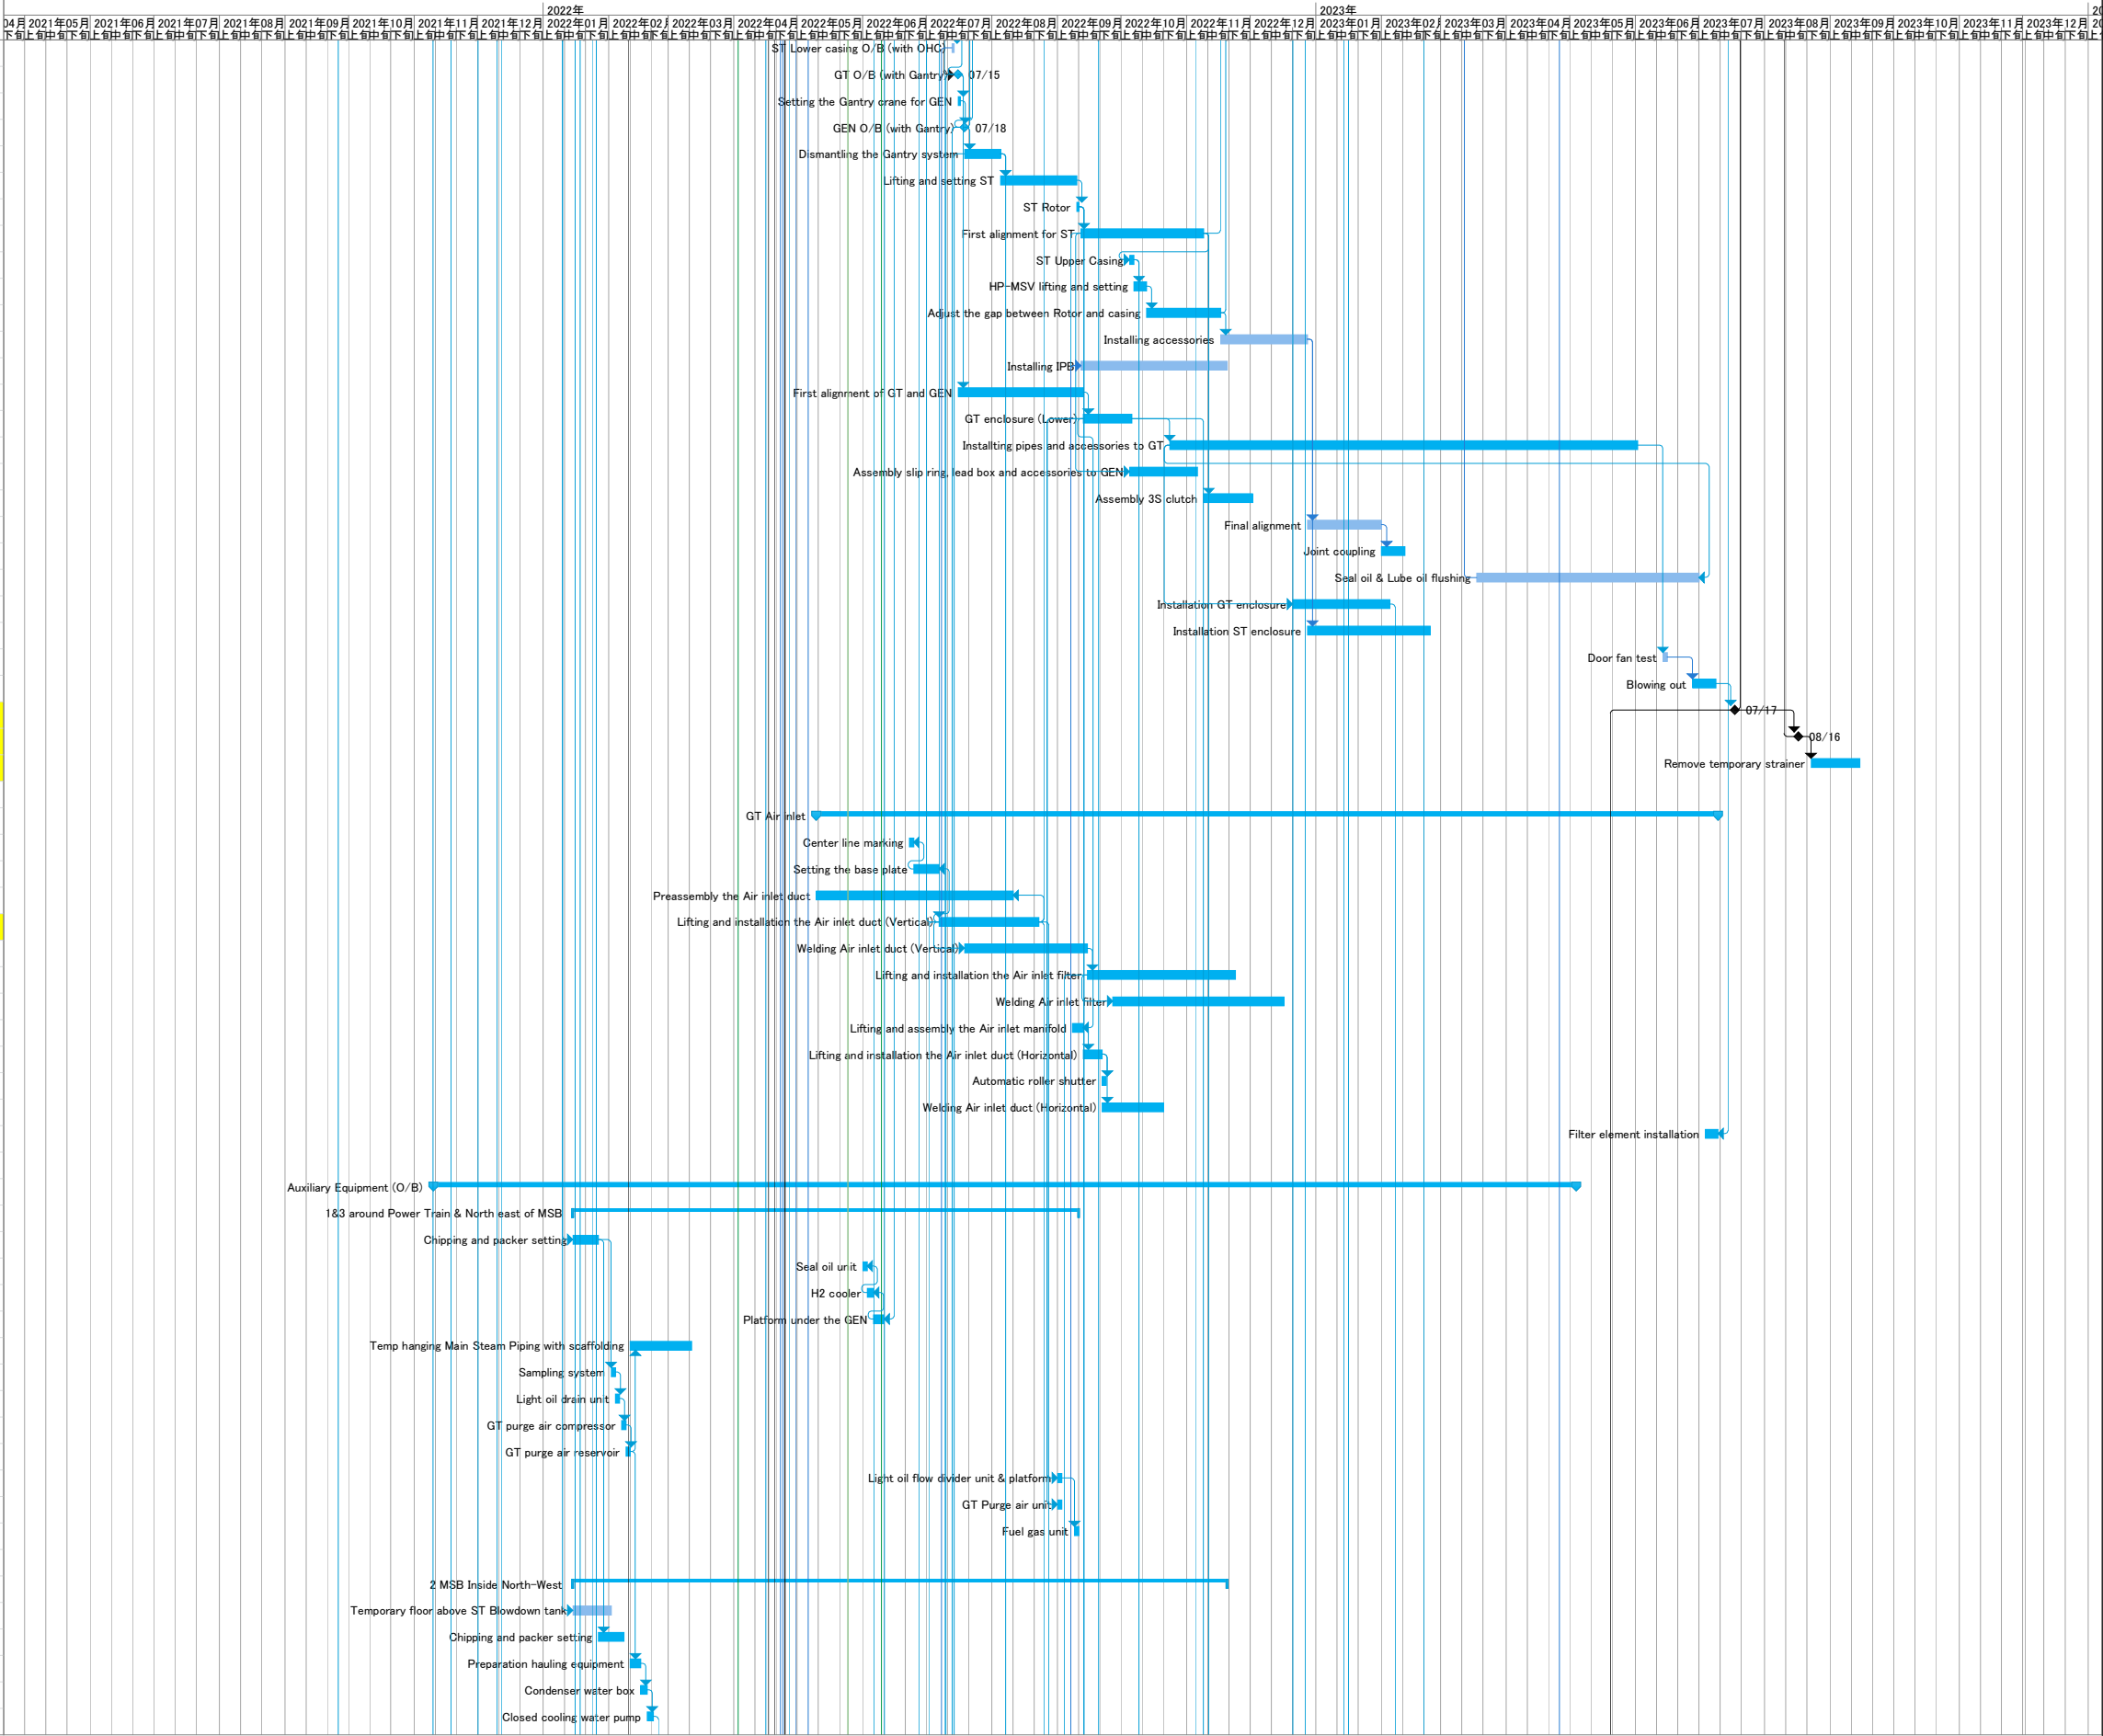 2022年 2023年
04月 2021年05月 2021年06月 2021年07月 2021年08月 2021年09月 2021年10月 2021年11月 2021年12月 2022年01月 2022年02月 2022年03月 2022年04月 2022年05月 2022年06月 2022年07月 2022年08月 2022年09月 2022年10月 2022年11月 2022年12月 2023年01月 2023年02月 2023年03月 2023年04月 2023年05月 2023年06月 2023年07月 2023年08月 2023年09月 2023年10月 2023年11月 2023年12月
ST Lower casing O/B (with OHC)
GT O/B (with Gantry) 07/15
Setting the Gantry crane for GEN
GEN O/B (with Gantry) 07/18
Dismantling the Gantry system
Lifting and setting ST
ST Rotor
First alignment for ST
ST Upper Casing
HP-MSV lifting and setting
Adjust the gap between Rotor and casing
Installing accessories
Installing IPB
First alignment of GT and GEN
GT enclosure (Lower)
Installting pipes and accessories to GT
Assembly slip ring, lead box and accessories to GEN
Assembly 3S clutch
Final alignment
Joint coupling
Seal oil & Lube oil flushing
Installation GT enclosure
Installation ST enclosure
Door fan test
Blowing out
07/17
08/16
Remove temporary strainer
GT Air inlet
Center line marking
Setting the base plate
Preassembly the Air inlet duct
Lifting and installation the Air inlet duct (Vertical)
Welding Air inlet duct (Vertical)
Lifting and installation the Air inlet filter
Welding Air inlet filter
Lifting and assembly the Air inlet manifold
Lifting and installation the Air inlet duct (Horizontal)
Automatic roller shutter
Welding Air inlet duct (Horizontal)
Filter element installation
Auxiliary Equipment (O/B)
1&3 around Power Train & North east of MSB
Chipping and packer setting
Seal oil unit
H2 cooler
Platform under the GEN
Temp hanging Main Steam Piping with scaffolding
Sampling system
Light oil drain unit
GT purge air compressor
GT purge air reservoir
Light oil flow divider unit & platform
GT Purge air unit
Fuel gas unit
2 MSB Inside North-West
Temporary floor above ST Blowdown tank
Chipping and packer setting
Preparation hauling equipment
Condenser water box
Closed cooling water pump